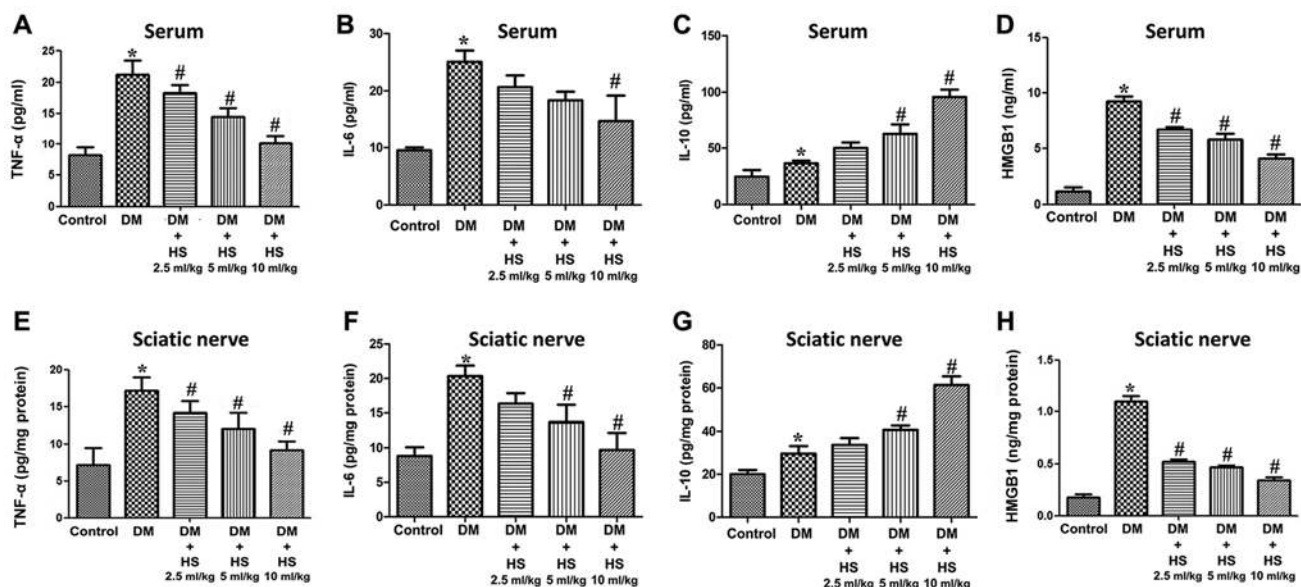 A
Serum
TNF-α (pg/ml)
25
20
15
10
5
0
*
#
#
#
Control
DM
DM
+
HS
2.5 ml/kg
DM
+
HS
5 ml/kg
DM
+
HS
10 ml/kg
B
Serum
IL-6 (pg/ml)
30
20
10
0
*
#
Control
DM
DM
+
HS
2.5 ml/kg
DM
+
HS
5 ml/kg
DM
+
HS
10 ml/kg
C
Serum
IL-10 (pg/ml)
150
100
50
0
*
#
#
Control
DM
DM
+
HS
2.5 ml/kg
DM
+
HS
5 ml/kg
DM
+
HS
10 ml/kg
D
Serum
HMGB1 (ng/ml)
15
10
5
0
*
#
#
#
Control
DM
DM
+
HS
2.5 ml/kg
DM
+
HS
5 ml/kg
DM
+
HS
10 ml/kg
E
Sciatic nerve
TNF-α (pg/mg protein)
20
15
10
5
0
*
#
#
#
Control
DM
DM
+
HS
2.5 ml/kg
DM
+
HS
5 ml/kg
DM
+
HS
10 ml/kg
F
Sciatic nerve
IL-6 (pg/mg protein)
25
20
15
10
5
0
*
#
#
Control
DM
DM
+
HS
2.5 ml/kg
DM
+
HS
5 ml/kg
DM
+
HS
10 ml/kg
G
Sciatic nerve
IL-10 (pg/mg protein)
80
60
40
20
0
*
#
#
Control
DM
DM
+
HS
2.5 ml/kg
DM
+
HS
5 ml/kg
DM
+
HS
10 ml/kg
H
Sciatic nerve
HMGB1 (ng/mg protein)
1.5
1.0
0.5
0.0
*
#
#
#
Control
DM
DM
+
HS
2.5 ml/kg
DM
+
HS
5 ml/kg
DM
+
HS
10 ml/kg